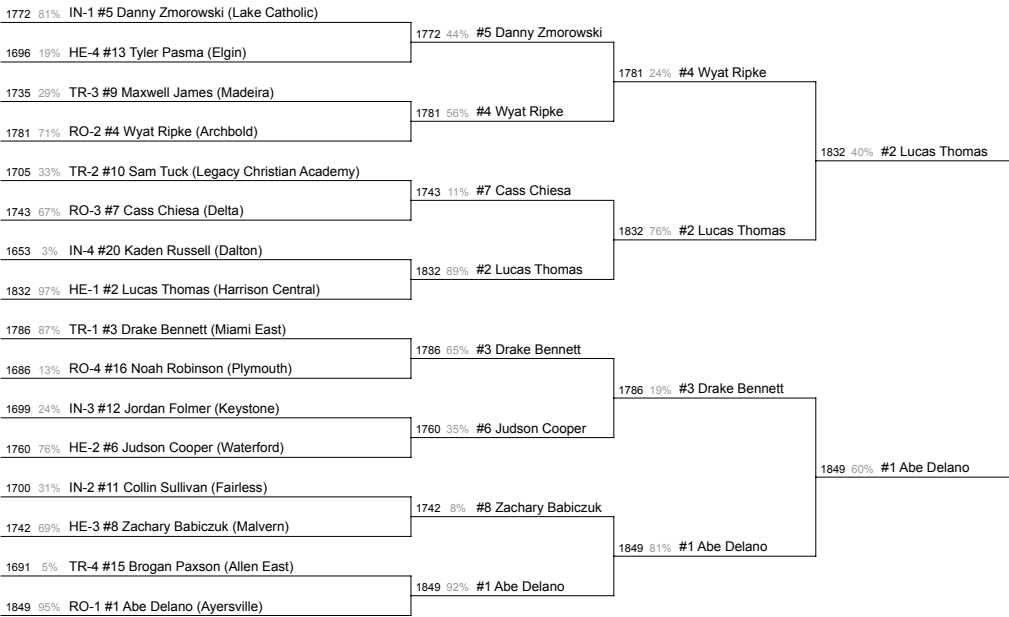 1772 81% IN-1 #5 Danny Zmorowski (Lake Catholic)
1696 19% HE-4 #13 Tyler Pasma (Elgin)
1735 29% TR-3 #9 Maxwell James (Madeira)
1781 71% RO-2 #4 Wyat Ripke (Archbold)
1705 33% TR-2 #10 Sam Tuck (Legacy Christian Academy)
1743 67% RO-3 #7 Cass Chiesa (Delta)
1653 3% IN-4 #20 Kaden Russell (Dalton)
1832 97% HE-1 #2 Lucas Thomas (Harrison Central)
1786 87% TR-1 #3 Drake Bennett (Miami East)
1686 13% RO-4 #16 Noah Robinson (Plymouth)
1699 24% IN-3 #12 Jordan Folmer (Keystone)
1760 76% HE-2 #6 Judson Cooper (Waterford)
1700 31% IN-2 #11 Collin Sullivan (Fairless)
1742 69% HE-3 #8 Zachary Babiczuk (Malvern)
1691 5% TR-4 #15 Brogan Paxson (Allen East)
1849 95% RO-1 #1 Abe Delano (Ayersville)
1772 44% #5 Danny Zmorowski
1781 56% #4 Wyat Ripke
1743 11% #7 Cass Chiesa
1832 89% #2 Lucas Thomas
1786 65% #3 Drake Bennett
1760 35% #6 Judson Cooper
1742 8% #8 Zachary Babiczuk
1849 92% #1 Abe Delano
1781 24% #4 Wyat Ripke
1832 76% #2 Lucas Thomas
1786 19% #3 Drake Bennett
1849 81% #1 Abe Delano
1832 40% #2 Lucas Thomas
1849 60% #1 Abe Delano